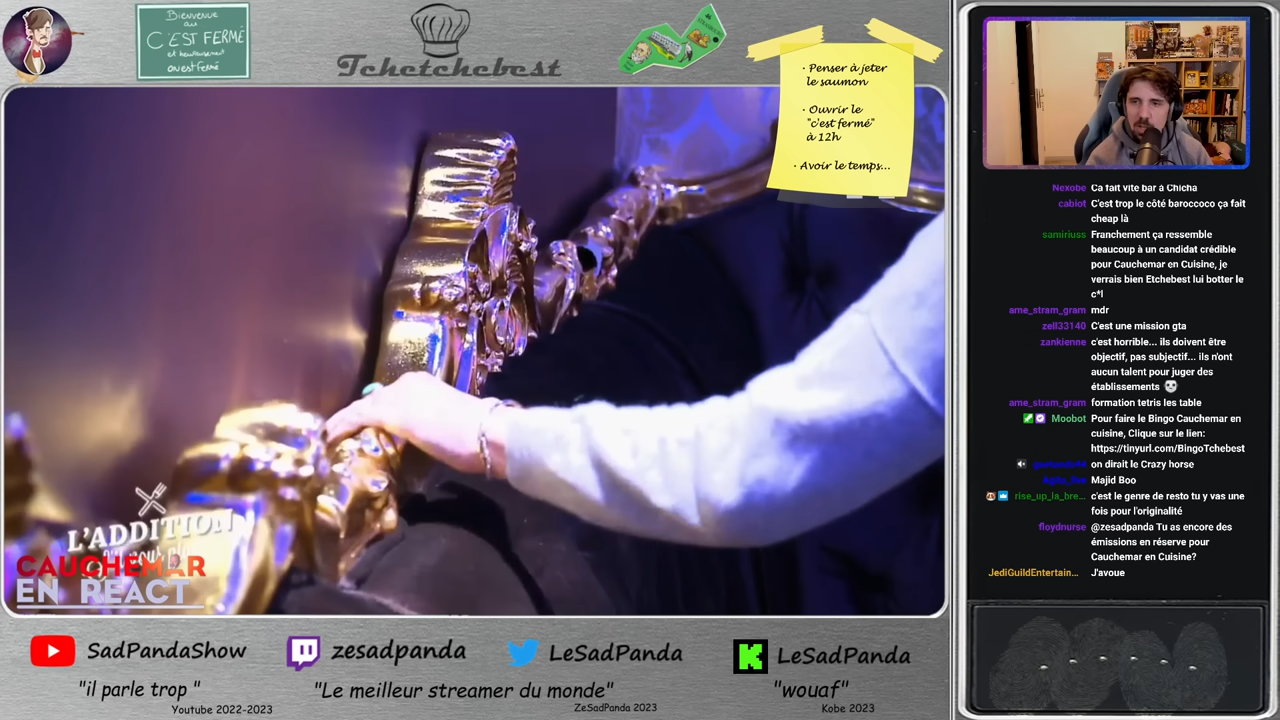 BIENVENUE
au
C'EST FERMÉ
et heureusement
on est fermé
Tchetchebest
· Penser à jeter
le saumon
· Ouvrir le
"c'est fermé"
à 12h
· Avoir le temps...
L'ADDITION
CAUCHEMAR
EN REACT
SadPandaShow
zesadpanda
LeSadPanda
LeSadPanda
"il parle trop "
Youtube 2022-2023
"Le meilleur streamer du monde"
ZeSadPanda 2023
"wouaf"
Kobe 2023
Nexobe Ca fait vite bar à Chicha
cabiot C'est trop le côté baroccoco ça fait
cheap là
samiriuss Franchement ça ressemble
beaucoup à un candidat crédible
pour Cauchemar en Cuisine, je
verrais bien Etchebest lui botter le
c*l
ame_stram_gram mdr
zell33140 C'est une mission gta
zankienne c'est horrible... ils doivent être
objectif, pas subjectif... ils n'ont
aucun talent pour juger des
établissements 💀
ame_stram_gram formation tetris les table
Moobot Pour faire le Bingo Cauchemar en
cuisine, Clique sur le lien:
https://tinyurl.com/BingoTchebest
on dirait le Crazy horse
Majid Boo
rise_up_la_bre... c'est le genre de resto tu y vas une
fois pour l'originalité
floydnurse @zesadpanda Tu as encore des
émissions en réserve pour
Cauchemar en Cuisine?
JediGuildEntertain... J'avoue